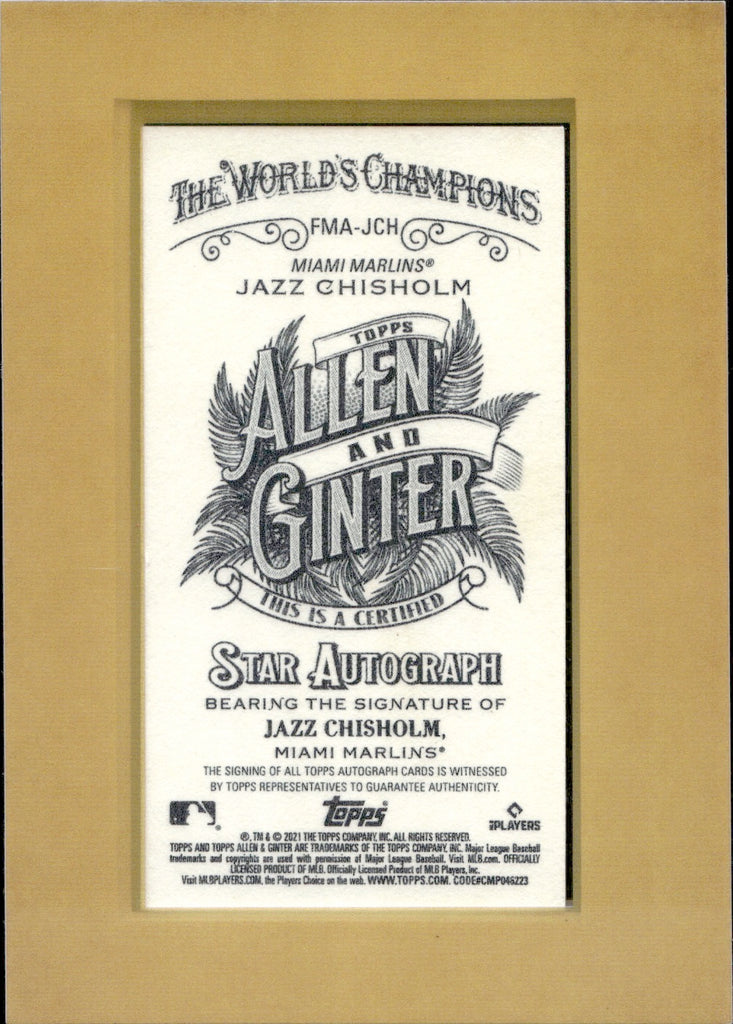 THE WORLD'S CHAMPIONS
FMA-JCH
MIAMI MARLINS®
JAZZ CHISHOLM
TOPPS
ALLEN
AND
GINTER
THIS IS A CERTIFIED
STAR AUTOGRAPH
BEARING THE SIGNATURE OF
JAZZ CHISHOLM,
MIAMI MARLINS®
THE SIGNING OF ALL TOPPS AUTOGRAPH CARDS IS WITNESSED
BY TOPPS REPRESENTATIVES TO GUARANTEE AUTHENTICITY.
topps
PLAYERS
®, TM & © 2021 THE TOPPS COMPANY, INC. ALL RIGHTS RESERVED.
TOPPS AND TOPPS ALLEN & GINTER ARE TRADEMARKS OF THE TOPPS COMPANY, INC. Major League Baseball
trademarks and copyrights are used with permission of Major League Baseball. Visit MLB.com. OFFICIALLY
LICENSED PRODUCT OF MLB. Officially Licensed Product of MLB Players, Inc.
Visit MLBPLAYERS.COM, the Players Choice on the web. WWW.TOPPS.COM. CODE#CMP046223